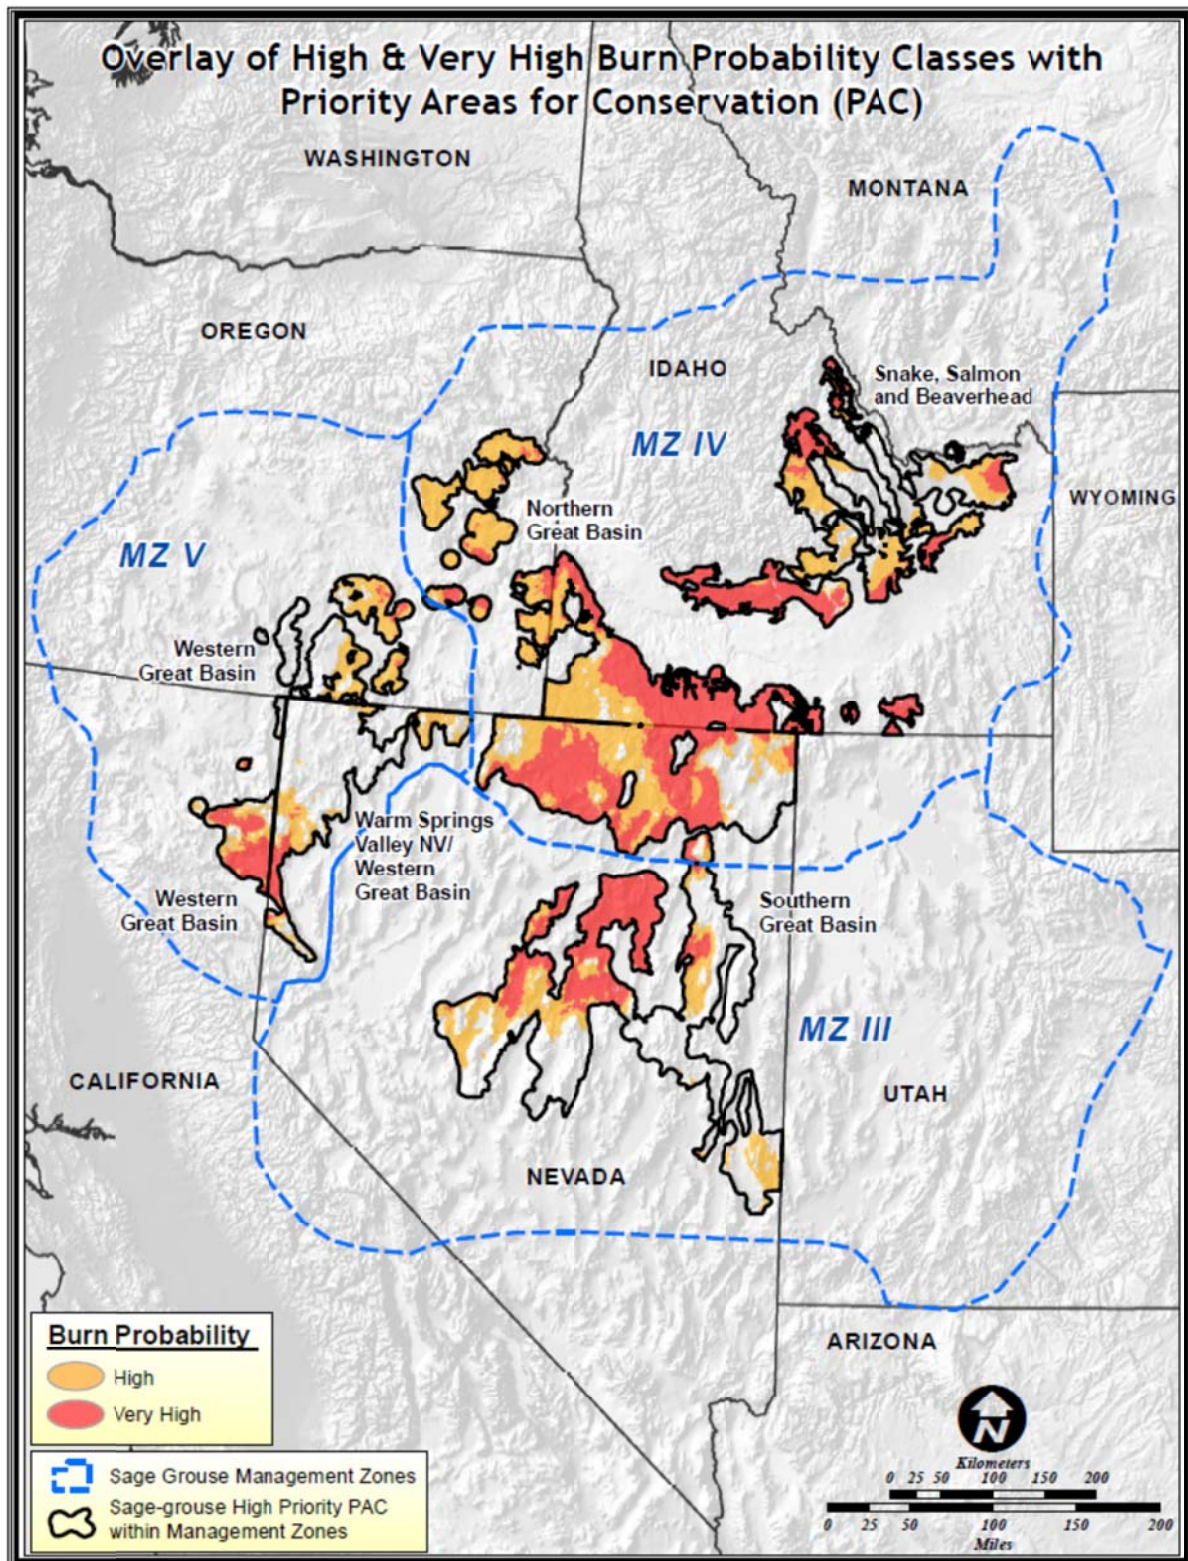 Overlay of High & Very High Burn Probability Classes with
Priority Areas for Conservation (PAC)
WASHINGTON
MONTANA
OREGON
IDAHO
Snake, Salmon
and Beaverhead
MZ IV
WYOMING
Northern
Great Basin
MZ V
Western
Great Basin
Warm Springs
Valley NV/
Western
Great Basin
Western
Great Basin
Southern
Great Basin
MZ III
CALIFORNIA
UTAH
NEVADA
ARIZONA
Burn Probability
High
Very High
Sage Grouse Management Zones
Sage-grouse High Priority PAC
within Management Zones
N
Kilometers
0 25 50 100 150 200
0 25 50 100 150 200
Miles